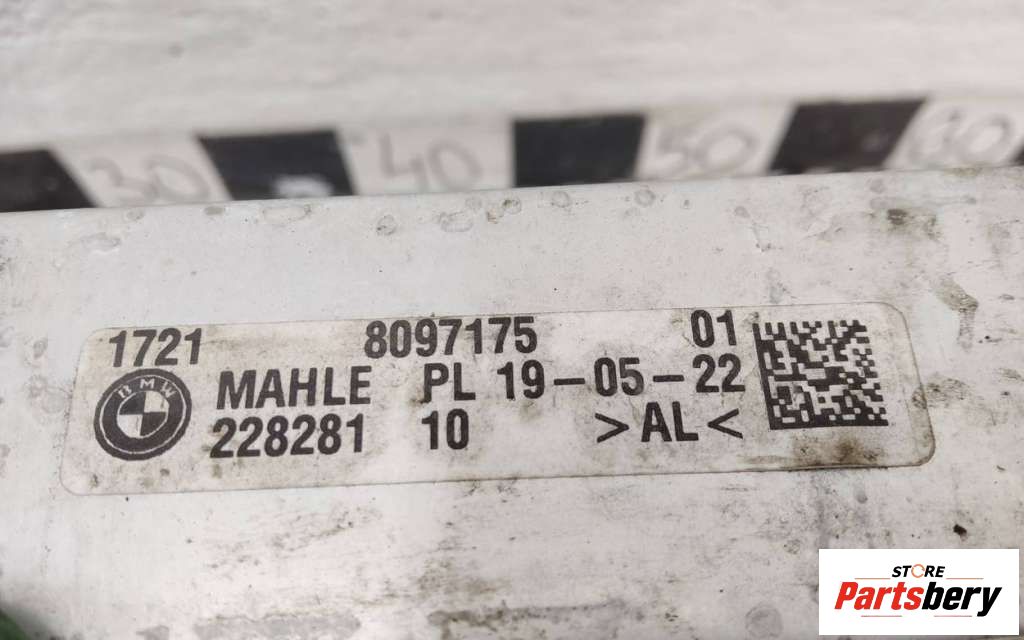 30 40 50 60
1721 8097175 01
BMW
MAHLE PL 19-05-22
228281 10 >AL<
STORE
Partsbery